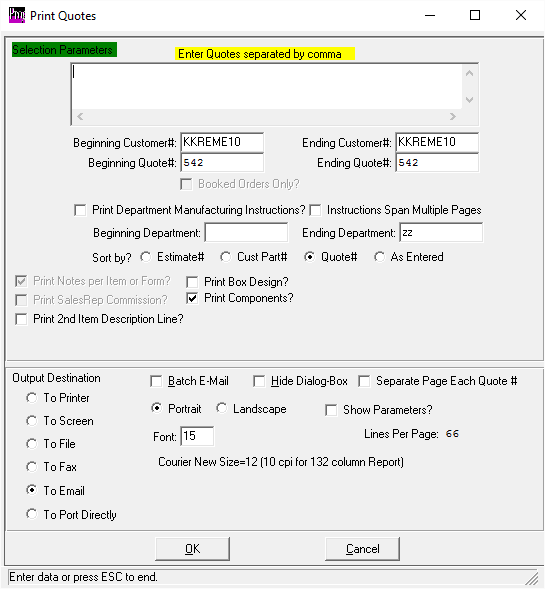 Print Quotes
Selection Parameters
Enter Quotes separated by comma
Beginning Customer#: KKREME10 Ending Customer#: KKREME10
Beginning Quote#: 542 Ending Quote#: 542
Booked Orders Only?
Print Department Manufacturing Instructions? Instructions Span Multiple Pages
Beginning Department: Ending Department: zz
Sort by? Estimate# Cust Part# Quote# As Entered
Print Notes per Item or Form? Print Box Design?
Print SalesRep Commission? Print Components?
Print 2nd Item Description Line?
Output Destination Batch E-Mail Hide Dialog-Box Separate Page Each Quote #
To Printer Portrait Landscape Show Parameters?
To Screen Font: 15 Lines Per Page: 66
To File
To Fax Courier New Size=12 (10 cpi for 132 column Report)
To Email
To Port Directly
OK Cancel
Enter data or press ESC to end.